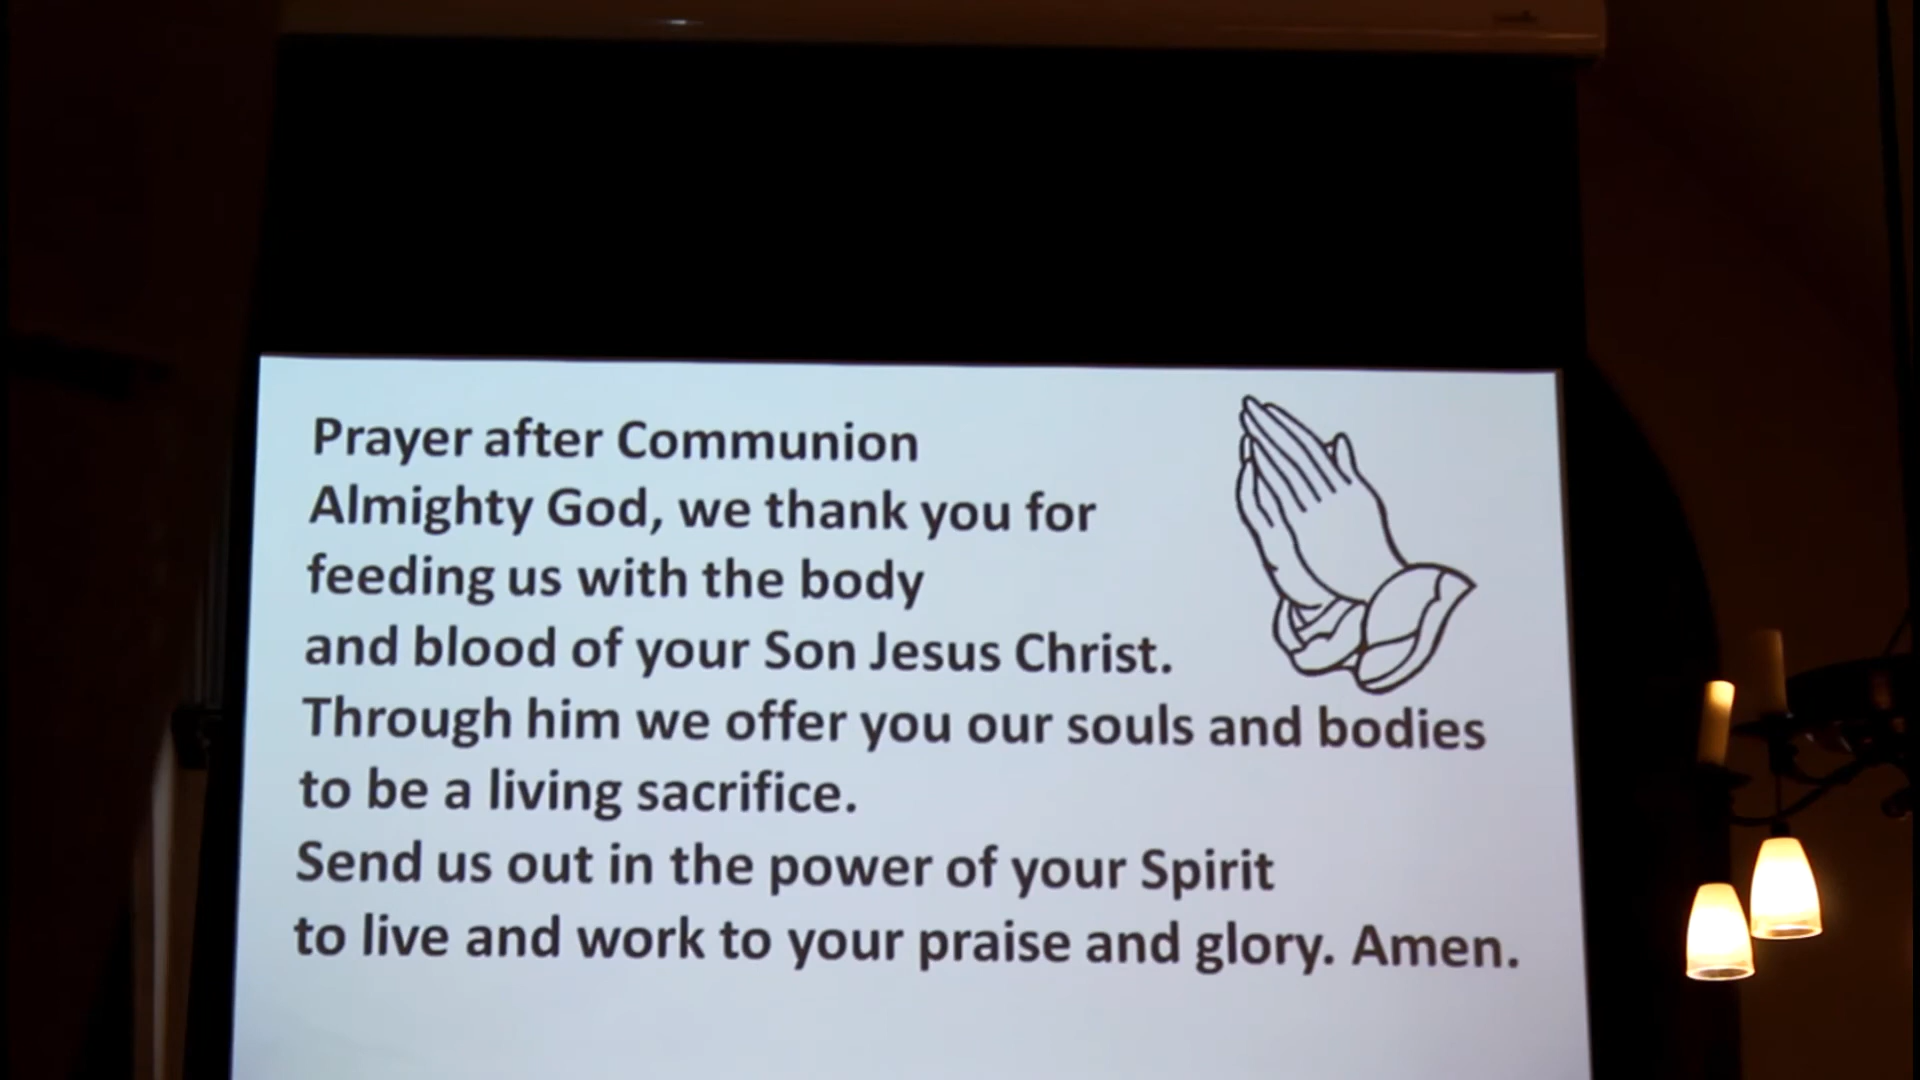 Prayer after Communion
Almighty God, we thank you for
feeding us with the body
and blood of your Son Jesus Christ.
Through him we offer you our souls and bodies
to be a living sacrifice.
Send us out in the power of your Spirit
to live and work to your praise and glory. Amen.